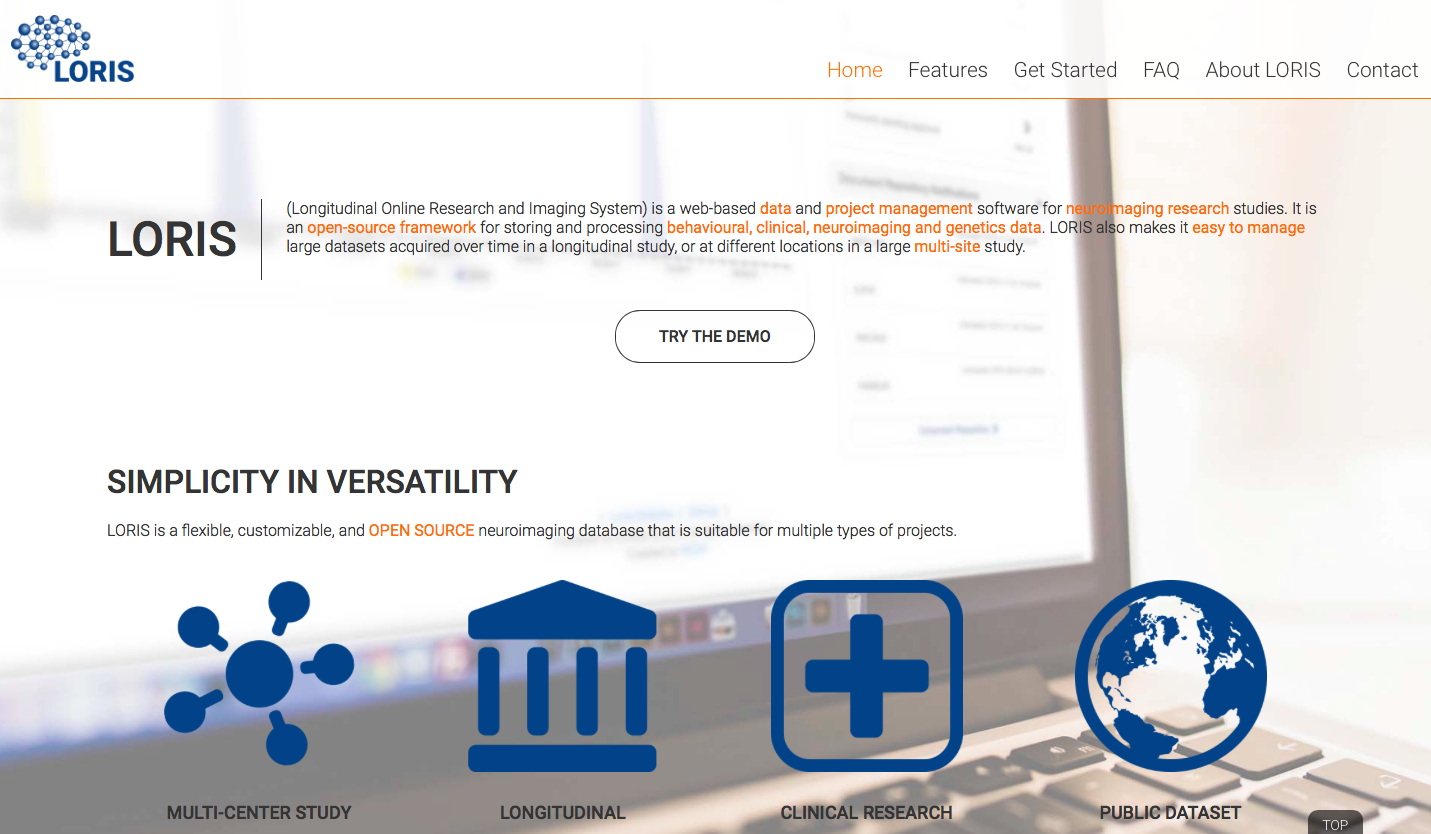 LORIS
Home Features Get Started FAQ About LORIS Contact
LORIS
(Longitudinal Online Research and Imaging System) is a web-based data and project management software for neuroimaging research studies. It is
an open-source framework for storing and processing behavioural, clinical, neuroimaging and genetics data. LORIS also makes it easy to manage
large datasets acquired over time in a longitudinal study, or at different locations in a large multi-site study.
TRY THE DEMO
SIMPLICITY IN VERSATILITY
LORIS is a flexible, customizable, and OPEN SOURCE neuroimaging database that is suitable for multiple types of projects.
MULTI-CENTER STUDY LONGITUDINAL CLINICAL RESEARCH PUBLIC DATASET
TOP